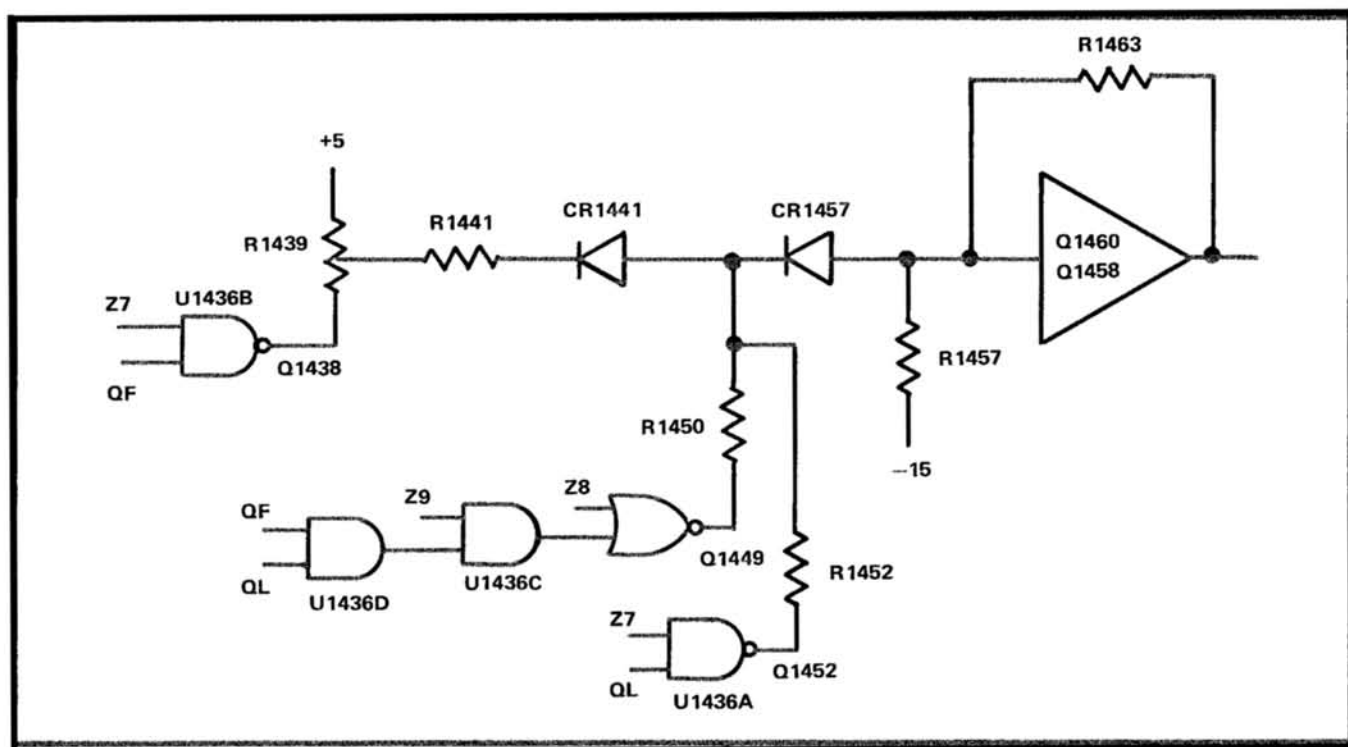 R1463
+5
R1441
CR1441
CR1457
R1439
Q1460
Q1458
U1436B
Z7
Q1438
QF
R1457
R1450
−15
Z9
Z8
QF
Q1449
R1452
QL
U1436C
U1436D
Z7
Q1452
QL
U1436A